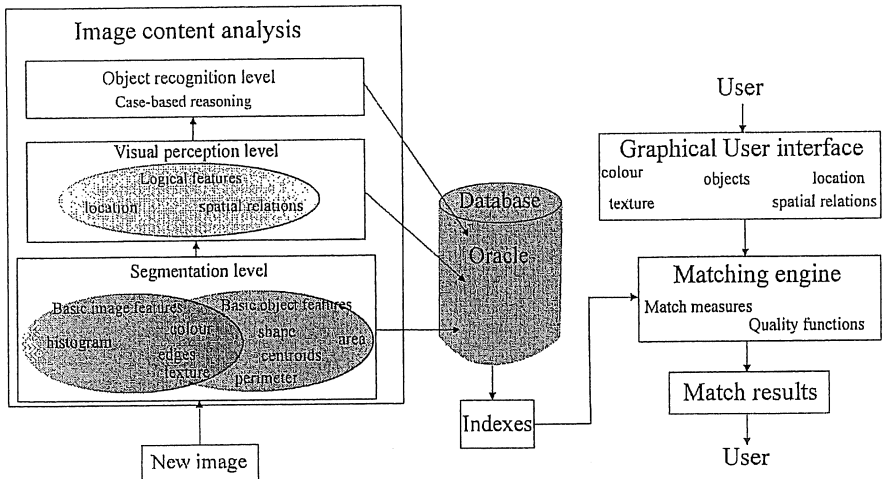 Image content analysis
Object recognition level
Case-based reasoning
Visual perception level
Logical features
location
spatial relations
Segmentation level
Basic image features
Basic object features
histogram
colour
edges
texture
shape
area
centroids
perimeter
New image
Database
Oracle
Indexes
User
Graphical User interface
colour
objects
location
texture
spatial relations
Matching engine
Match measures
Quality functions
Match results
User